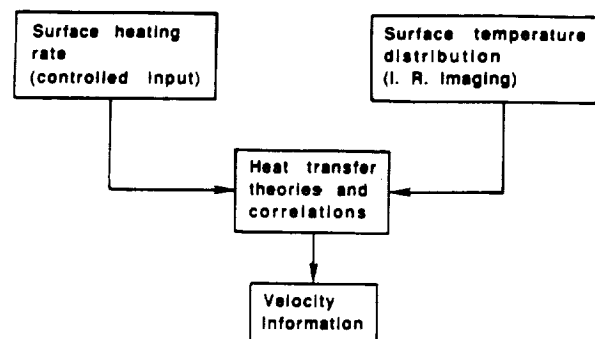 Surface heating
rate
(controlled input)
Surface temperature
distribution
(I. R. Imaging)
Heat transfer
theories and
correlations
Velocity
Information